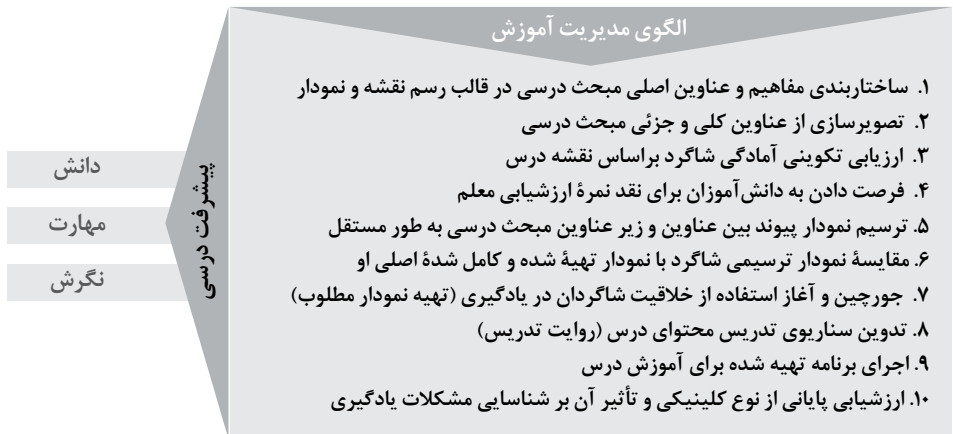 الگوی مدیریت آموزش
۱. ساختاربندی مفاهیم و عناوین اصلی مبحث درسی در قالب رسم نقشه و نمودار
۲. تصویرسازی از عناوین کلی و جزئی مبحث درسی
۳. ارزیابی تکوینی آمادگی شاگرد براساس نقشه درس
۴. فرصت دادن به دانش‌آموزان برای نقد نمرهٔ ارزشیابی معلم
۵. ترسیم نمودار پیوند بین عناوین و زیر عناوین مبحث درسی به طور مستقل
۶. مقایسهٔ نمودار ترسیمی شاگرد با نمودار تهیهٔ شده و کامل شدهٔ اصلی او
۷. جورچین و آغاز استفاده از خلاقیت شاگردان در یادگیری (تهیه نمودار مطلوب)
۸. تدوین سناریوی تدریس محتوای درس (روایت تدریس)
۹. اجرای برنامه تهیه شده برای آموزش درس
۱۰. ارزشیابی پایانی از نوع کلینیکی و تأثیر آن بر شناسایی مشکلات یادگیری
پیشرفت درسی
دانش
مهارت
نگرش